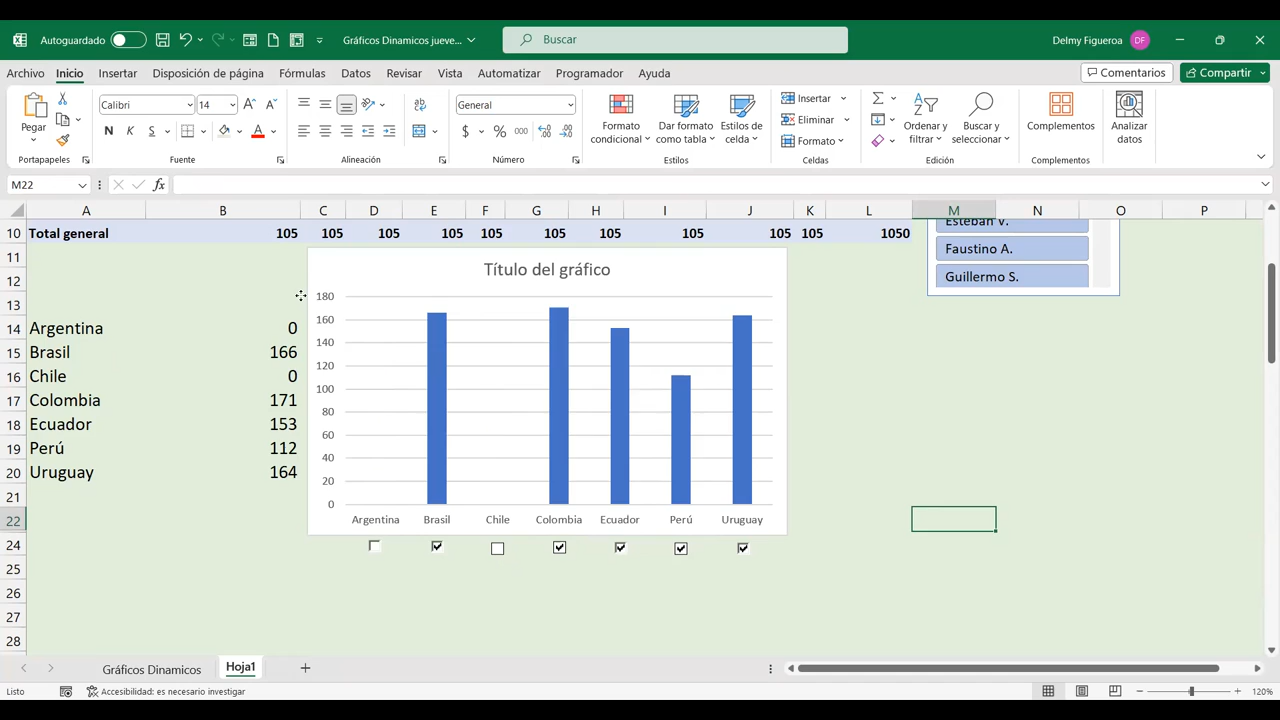 Autoguardado
Gráficos Dinamicos jueve...
Buscar
Delmy Figueroa DF
Archivo Inicio Insertar Disposición de página Fórmulas Datos Revisar Vista Automatizar Programador Ayuda
Comentarios Compartir
Pegar
Portapapeles
Calibri 14
N K S
Fuente
Alineación
General
$ % 000
Número
Formato condicional
Dar formato como tabla
Estilos de celda
Estilos
Insertar
Eliminar
Formato
Celdas
Ordenar y filtrar
Buscar y seleccionar
Edición
Complementos
Complementos
Analizar datos
M22 fx
A B C D E F G H I J K L M N O P
10 Total general 105 105 105 105 105 105 105 105 105 105 1050
Esteban V.
Faustino A.
Guillermo S.
11
12
13
14 Argentina 0
15 Brasil 166
16 Chile 0
17 Colombia 171
18 Ecuador 153
19 Perú 112
20 Uruguay 164
21
22
24
25
26
27
28
Título del gráfico
180
160
140
120
100
80
60
40
20
0
Argentina Brasil Chile Colombia Ecuador Perú Uruguay
Gráficos Dinamicos Hoja1
Listo Accesibilidad: es necesario investigar 120%